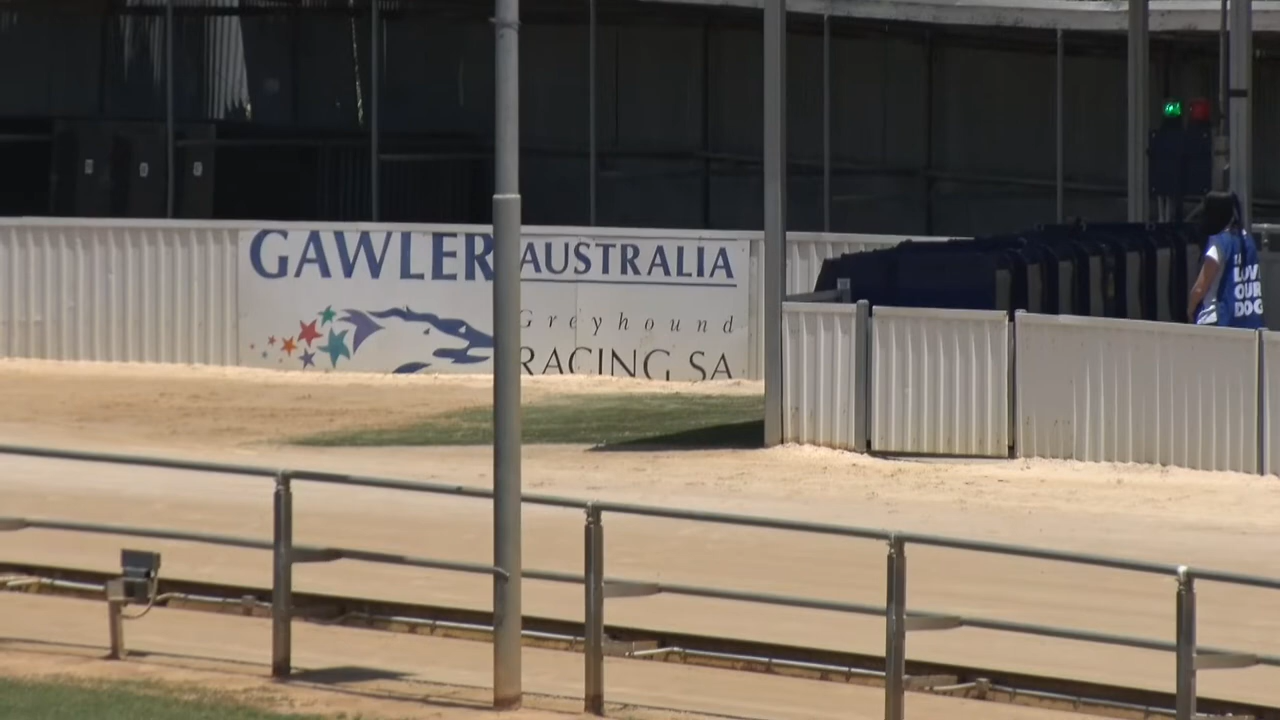 GAWLER AUSTRALIA
Greyhound
RACING SA
LOVE
OUR
DOG